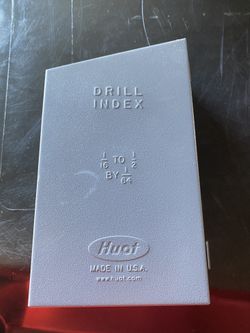 DRILL
INDEX
1/16 TO 1/2
BY 1/64
Huot
MADE IN U.S.A.
www.huot.com